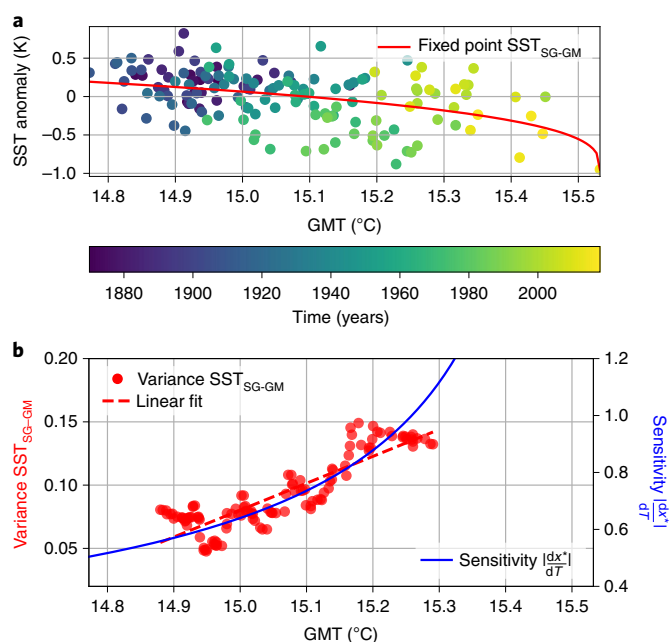 a
SST anomaly (K)
0.5
0
−0.5
−1.0
Fixed point SST_SG-GM
14.8 14.9 15.0 15.1 15.2 15.3 15.4 15.5
GMT (°C)
1880 1900 1920 1940 1960 1980 2000
Time (years)
b
Variance SST_SG–GM
0.20
0.15
0.10
0.05
Variance SST_SG-GM
Linear fit
Sensitivity |dx*/dT|
1.2
1.0
0.8
0.6
0.4
Sensitivity |dx*/dT|
14.8 14.9 15.0 15.1 15.2 15.3 15.4 15.5
GMT (°C)